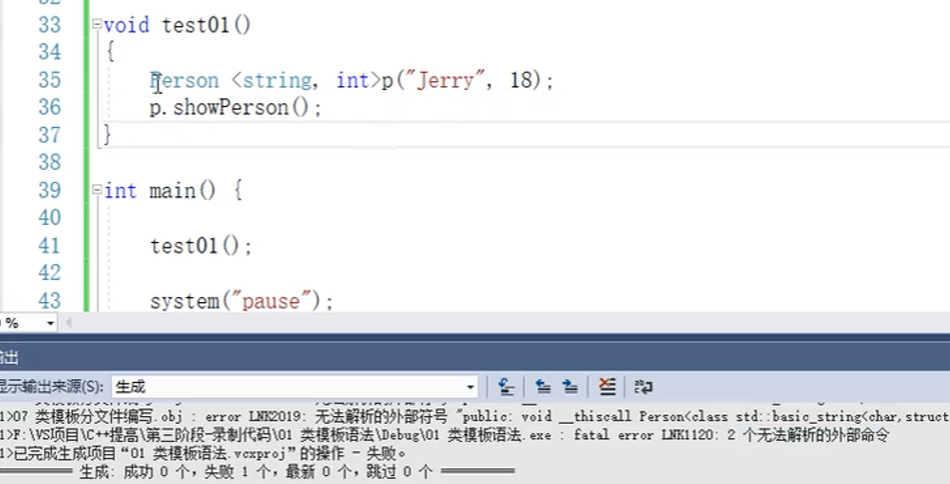 33 void test01()
34 {
35 Person <string, int>p("Jerry", 18);
36 p.showPerson();
37 }
38
39 int main() {
40
41 test01();
42
43 system("pause");
%
输出
显示输出来源(S): 生成
1>07 类模板分文件编写.obj : error LNK2019: 无法解析的外部符号 "public: void __thiscall Person<class std::basic_string<char,struct
1>F:\VS项目\C++提高\第三阶段-录制代码\01 类模板语法\Debug\01 类模板语法.exe : fatal error LNK1120: 2 个无法解析的外部命令
1>已完成生成项目“01 类模板语法.vcxproj”的操作 - 失败。
========== 生成: 成功 0 个，失败 1 个，最新 0 个，跳过 0 个 ==========